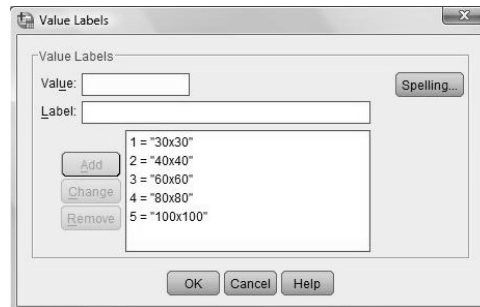 Value Labels
Value Labels
Value:
Spelling...
Label:
1 = "30x30"
Add
2 = "40x40"
3 = "60x60"
Change
4 = "80x80"
Remove
5 = "100x100"
OK Cancel Help